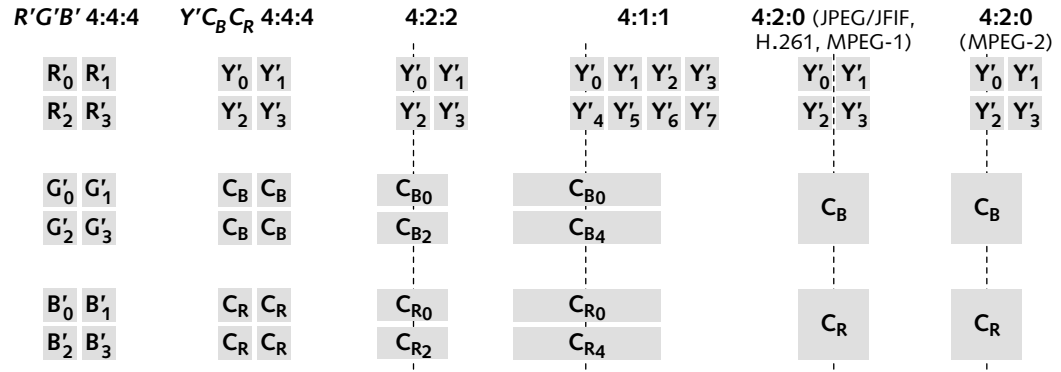 R'G'B' 4:4:4 Y'CBCR 4:4:4 4:2:2 4:1:1 4:2:0 (JPEG/JFIF, 4:2:0
H.261, MPEG-1) (MPEG-2)
R′0 R′1 Y′0 Y′1 Y′0 Y′1 Y′0 Y′1 Y′2 Y′3 Y′0 Y′1 Y′0 Y′1
R′2 R′3 Y′2 Y′3 Y′2 Y′3 Y′4 Y′5 Y′6 Y′7 Y′2 Y′3 Y′2 Y′3
G′0 G′1 CB CB CB0 CB0
CB CB
G′2 G′3 CB CB CB2 CB4
B′0 B′1 CR CR CR0 CR0
CR CR
B′2 B′3 CR CR CR2 CR4